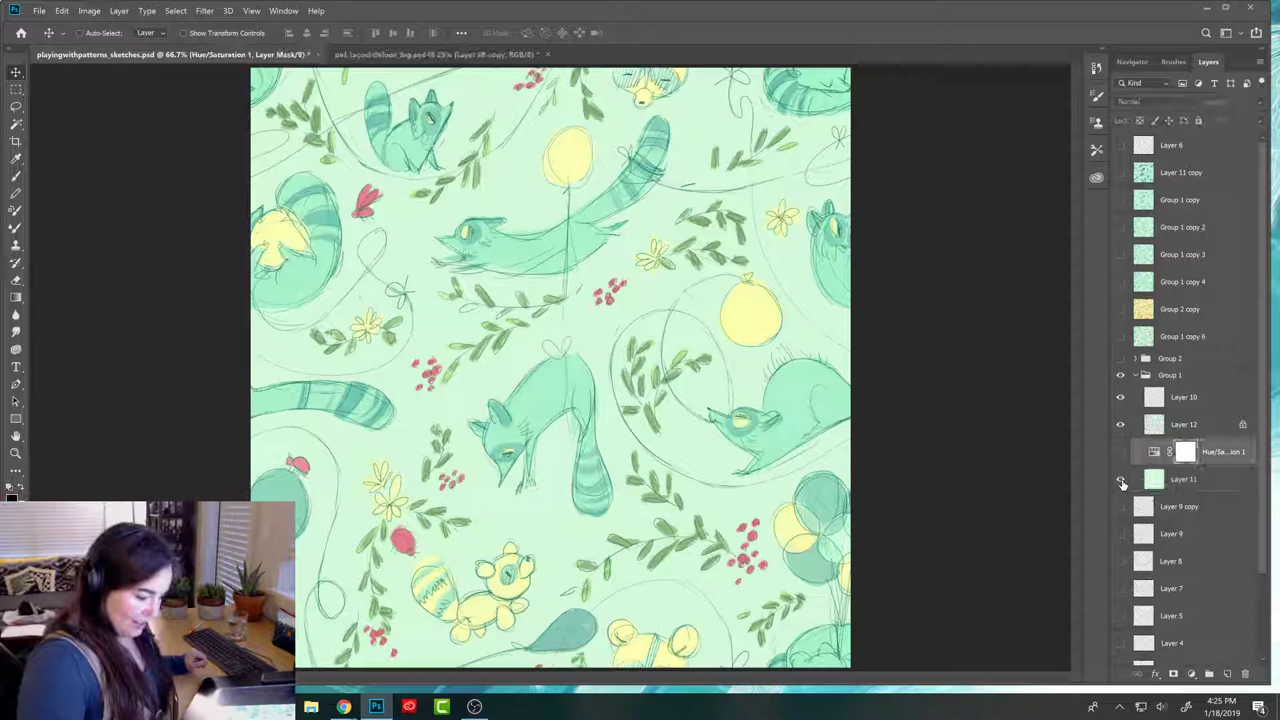 Ps File Edit Image Layer Type Select Filter 3D View Window Help
Auto-Select: Layer Show Transform Controls
playingwithpatterns_sketches.psd @ 66.7% (Hue/Saturation 1, Layer Mask/8) *
Navigator Brushes Layers
Kind
Normal
Lock:
Layer 6
Layer 11 copy
Group 1 copy
Group 1 copy 2
Group 1 copy 3
Group 1 copy 4
Group 2 copy
Group 1 copy 6
Group 2
Group 1
Layer 10
Layer 12
Hue/Sa...ion 1
Layer 11
Layer 9 copy
Layer 9
Layer 8
Layer 7
Layer 5
Layer 4
fx
Ps
4:25 PM
1/18/2019